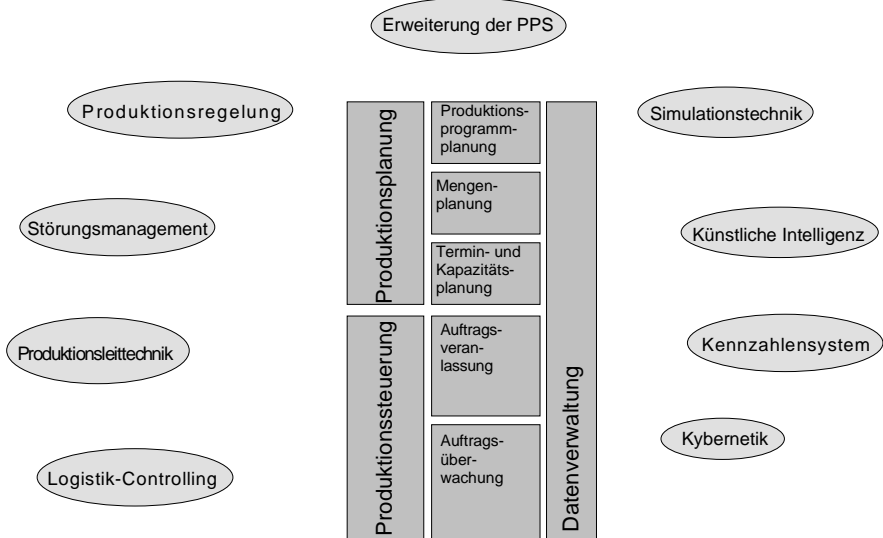 Erweiterung der PPS
Produktionsregelung
Störungsmanagement
Produktionsleittechnik
Logistik-Controlling
Produktionsplanung
Produktions-
programm-
planung
Mengen-
planung
Termin- und
Kapazitäts-
planung
Produktionssteuerung
Auftrags-
veran-
lassung
Auftrags-
über-
wachung
Datenverwaltung
Simulationstechnik
Künstliche Intelligenz
Kennzahlensystem
Kybernetik